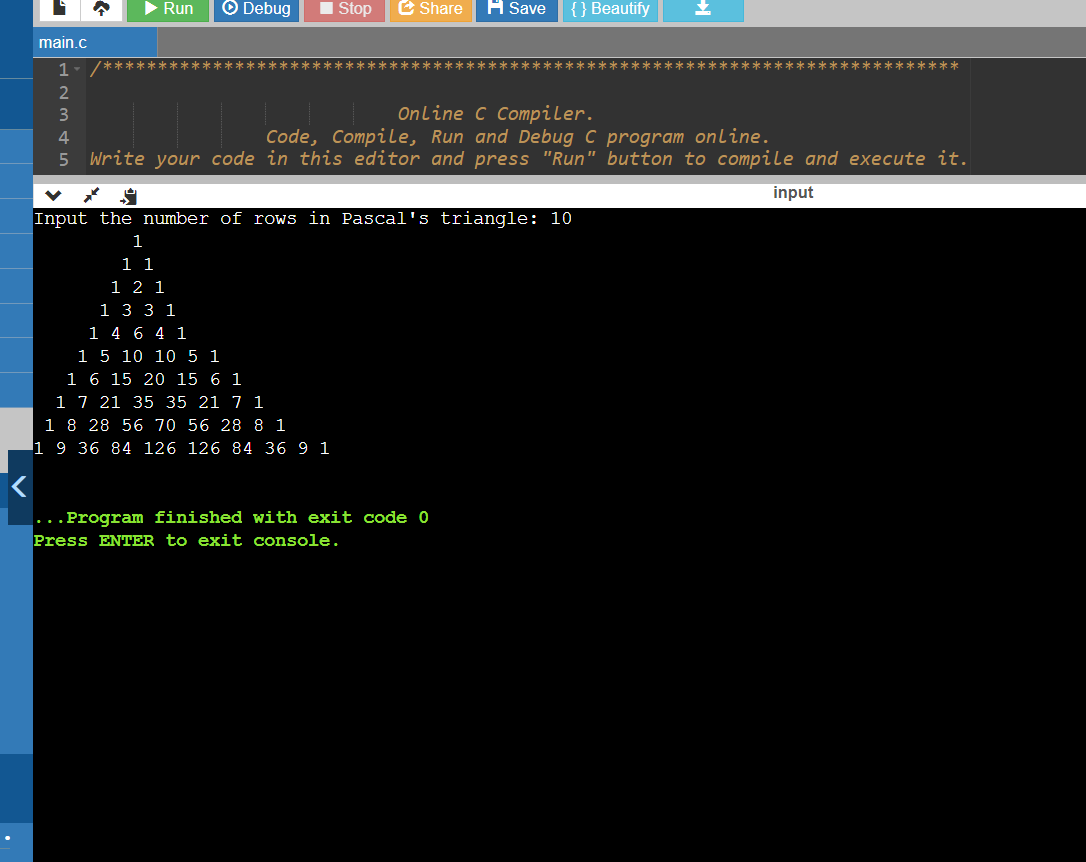 Run Debug Stop Share Save { } Beautify
main.c
1 /******************************************************************************
2
3 Online C Compiler.
4 Code, Compile, Run and Debug C program online.
5 Write your code in this editor and press "Run" button to compile and execute it.
input
Input the number of rows in Pascal's triangle: 10
1
1 1
1 2 1
1 3 3 1
1 4 6 4 1
1 5 10 10 5 1
1 6 15 20 15 6 1
1 7 21 35 35 21 7 1
1 8 28 56 70 56 28 8 1
1 9 36 84 126 126 84 36 9 1
...Program finished with exit code 0
Press ENTER to exit console.